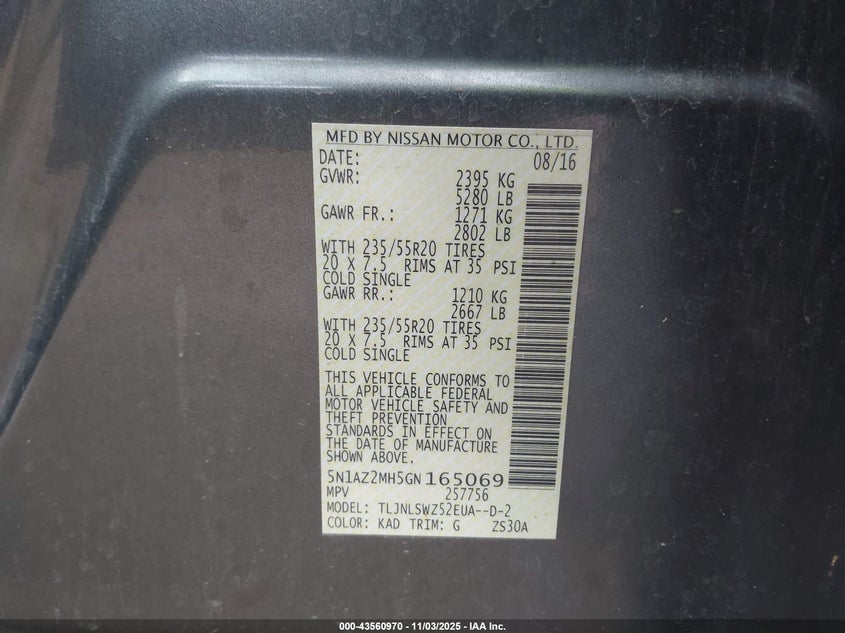 MFD BY NISSAN MOTOR CO., LTD.
DATE: 08/16
GVWR: 2395 KG
5280 LB
GAWR FR.: 1271 KG
2802 LB
WITH 235/55R20 TIRES
20 X 7.5 RIMS AT 35 PSI
COLD SINGLE
GAWR RR.: 1210 KG
2667 LB
WITH 235/55R20 TIRES
20 X 7.5 RIMS AT 35 PSI
COLD SINGLE
THIS VEHICLE CONFORMS TO
ALL APPLICABLE FEDERAL
MOTOR VEHICLE SAFETY AND
THEFT PREVENTION
STANDARDS IN EFFECT ON
THE DATE OF MANUFACTURE
SHOWN ABOVE.
5N1AZ2MH5GN165069
MPV 257756
MODEL: TLJNLSWZ52EUA--D-2
COLOR: KAD TRIM: G ZS30A
000-43560970 - 11/03/2025 - IAA Inc.